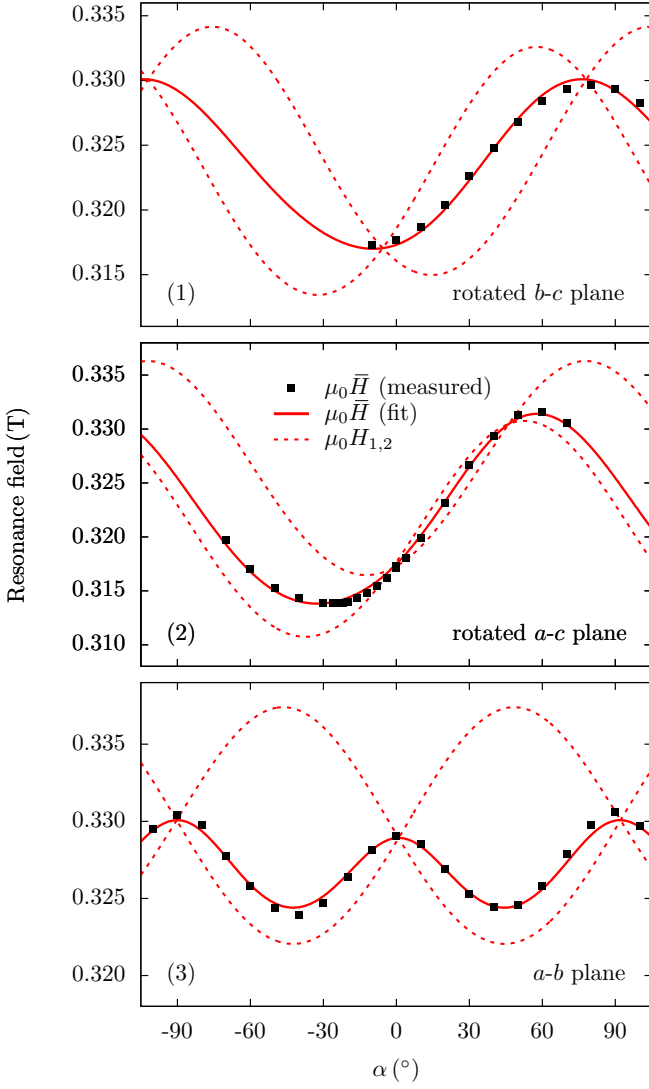 0.335
0.330
0.325
0.320
0.315
(1)
rotated b-c plane
Resonance field (T)
0.335
0.330
0.325
0.320
0.315
0.310
μ₀H̄ (measured)
μ₀H̄ (fit)
μ₀H₁,₂
(2)
rotated a-c plane
0.335
0.330
0.325
0.320
(3)
a-b plane
-90 -60 -30 0 30 60 90
α (°)